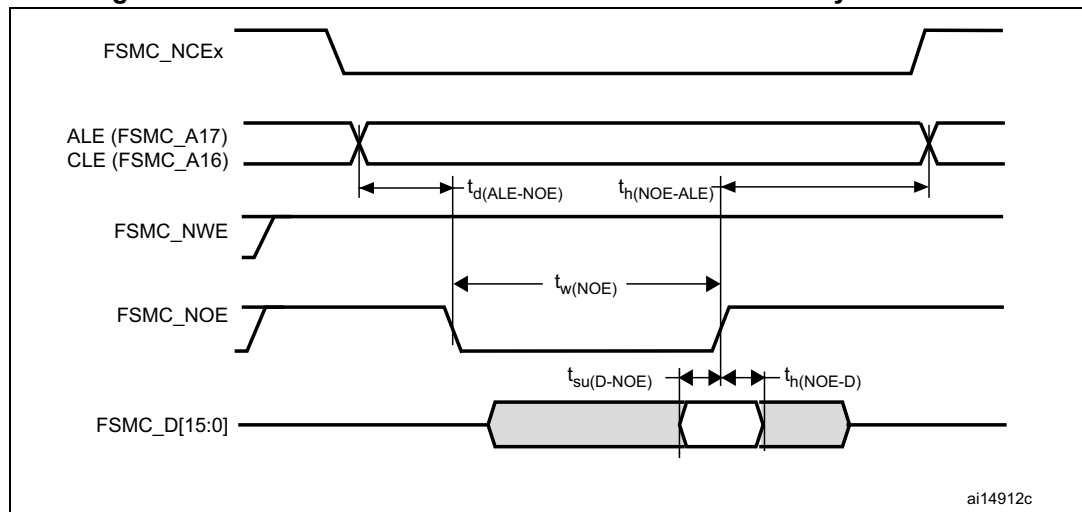 FSMC_NCEx
ALE (FSMC_A17)
CLE (FSMC_A16)
td(ALE-NOE)
th(NOE-ALE)
FSMC_NWE
tw(NOE)
FSMC_NOE
tsu(D-NOE)
th(NOE-D)
FSMC_D[15:0]
ai14912c